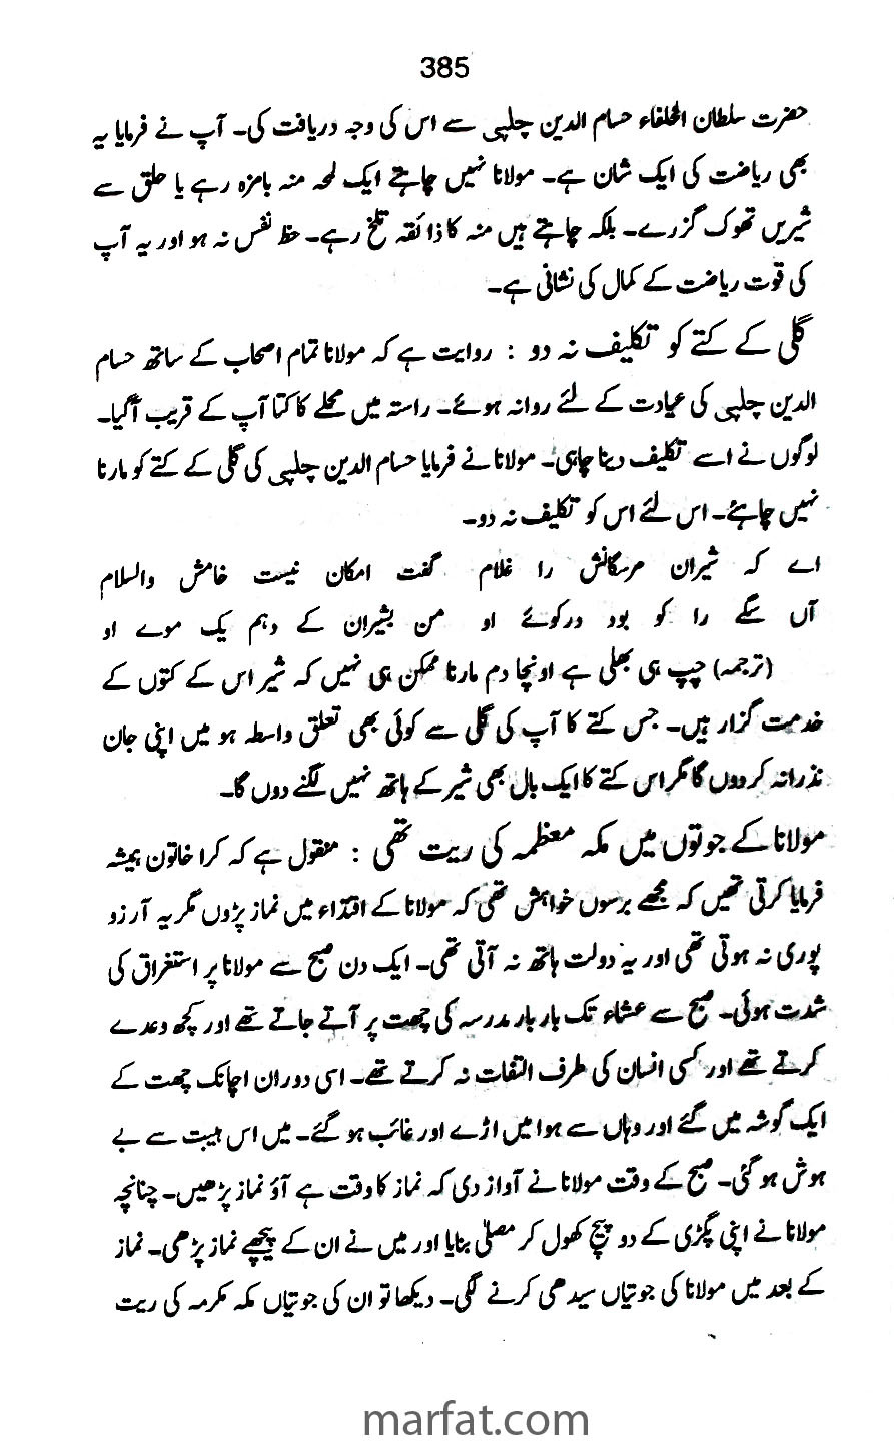 385
حضرت سلطان الخلفاء حسام الدین چلپی سے اس کی وجہ دریافت کی۔ آپ نے فرمایا یہ
بھی ریاضت کی ایک شان ہے۔ مولانا نہیں چاہتے ایک لمحہ منہ بامزہ رہے یا حلق سے
شیریں تھوک گزرے۔ بلکہ چاہتے ہیں منہ کا ذائقہ تلخ رہے۔ حظ نفس نہ ہو اور یہ آپ
کی قوت ریاضت کے کمال کی نشانی ہے۔
گلی کے کتے کو تکلیف نہ دو : روایت ہے کہ مولانا تمام اصحاب کے ساتھ حسام
الدین چلپی کی عیادت کے لئے روانہ ہوئے۔ راستہ میں محلے کا کتا آپ کے قریب آگیا۔
لوگوں نے اسے تکلیف دینا چاہی۔ مولانا نے فرمایا حسام الدین چلپی کی گلی کے کتے کو مارنا
نہیں چاہئے۔ اس لئے اس کو تکلیف نہ دو۔
اے کہ شیران مرسگانش را غلام گفت امکان نیست خامش والسلام
آں سگے را کو بود درکوئے او من بشیران کے دہم یک موے او
(ترجمہ) چپ ہی بھلی ہے اونچا دم مارنا ممکن ہی نہیں کہ شیر اس کے کتوں کے
خدمت گزار ہیں۔ جس کتے کا آپ کی گلی سے کوئی بھی تعلق واسطہ ہو میں اپنی جان
نذرانہ کردوں گا مگر اس کتے کا ایک بال بھی شیر کے ہاتھ نہیں لگنے دوں گا۔
مولانا کے جوتوں میں مکہ معظمہ کی ریت تھی : منقول ہے کہ کرا خاتون ہمیشہ
فرمایا کرتی تھیں کہ مجھے برسوں خواہش تھی کہ مولانا کے اقتداء میں نماز پڑوں مگر یہ آرزو
پوری نہ ہوتی تھی اور یہ دولت ہاتھ نہ آتی تھی۔ ایک دن صبح سے مولانا پر استغراق کی
شدت ہوئی۔ صبح سے عشاء تک بار بار مدرسہ کی چھت پر آتے جاتے تھے اور کچھ وعدے
کرتے تھے اور کسی انسان کی طرف التفات نہ کرتے تھے۔ اسی دوران اچانک چھت کے
ایک گوشہ میں گئے اور وہاں سے ہوا میں اڑے اور غائب ہو گئے۔ میں اس ہیبت سے بے
ہوش ہو گئی۔ صبح کے وقت مولانا نے آواز دی کہ نماز کا وقت ہے آؤ نماز پڑھیں۔ چنانچہ
مولانا نے اپنی پگڑی کے دو پیچ کھول کر مصلیٰ بنایا اور میں نے ان کے پیچھے نماز پڑھی۔ نماز
کے بعد میں مولانا کی جوتیاں سیدھی کرنے لگی۔ دیکھا تو ان کی جوتیاں مکہ مکرمہ کی ریت
marfat.com